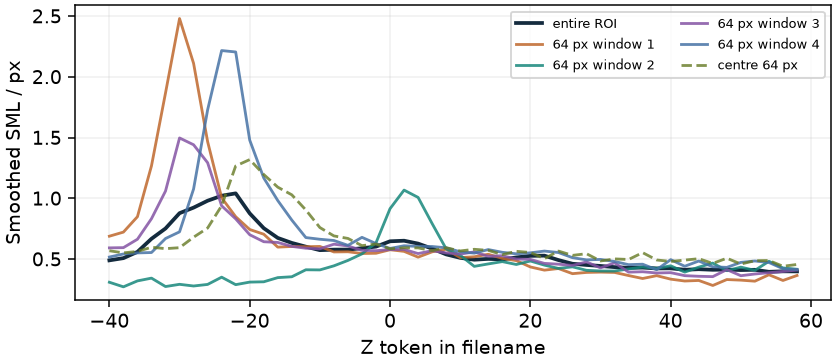 2.5
2.0
1.5
1.0
0.5
Smoothed SML / px
entire ROI
64 px window 1
64 px window 2
64 px window 3
64 px window 4
centre 64 px
−40 −20 0 20 40 60
Z token in filename